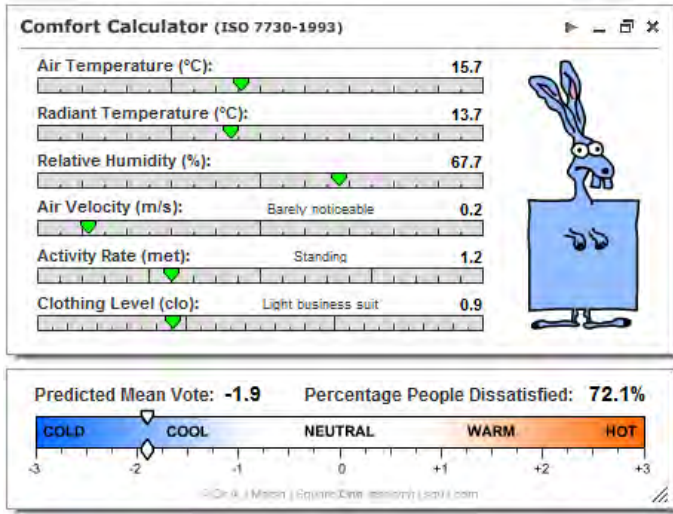 Comfort Calculator (ISO 7730-1993)
Air Temperature (°C): 15.7
Radiant Temperature (°C): 13.7
Relative Humidity (%): 67.7
Air Velocity (m/s): Barely noticeable 0.2
Activity Rate (met): Standing 1.2
Clothing Level (clo): Light business suit 0.9
Predicted Mean Vote: -1.9 Percentage People Dissatisfied: 72.1%
COLD COOL NEUTRAL WARM HOT
-3 -2 -1 0 +1 +2 +3